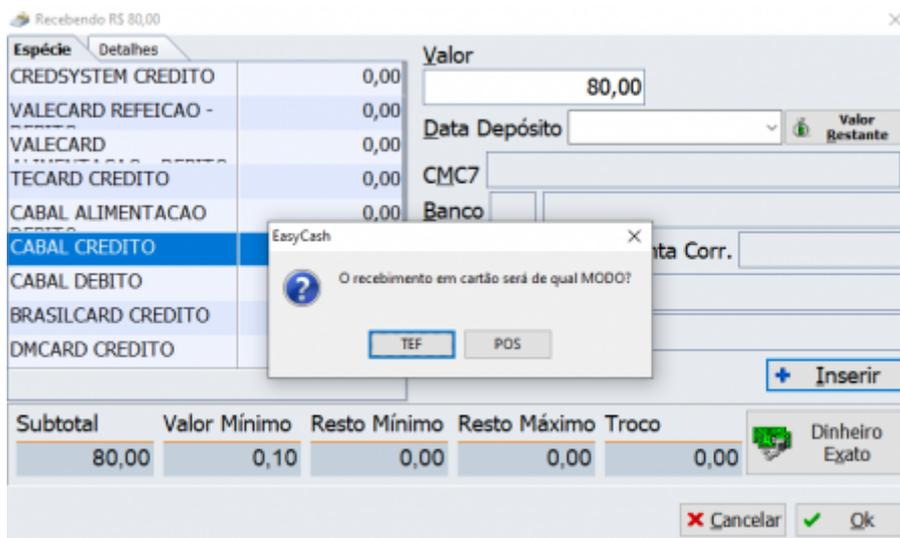 Recebendo R$ 80,00
Espécie Detalhes
CREDSYSTEM CREDITO 0,00
VALECARD REFEICAO - 0,00
VALECARD 0,00
ALIMENTACAO - DEBITO
TECARD CREDITO 0,00
CABAL ALIMENTACAO 0,00
CABAL CREDITO
CABAL DEBITO
BRASILCARD CREDITO
DMCARD CREDITO
Valor
80,00
Data Depósito
Valor
Restante
CMC7
Banco
nta Corr.
EasyCash
O recebimento em cartão será de qual MODO?
TEF POS
Inserir
Subtotal Valor Mínimo Resto Mínimo Resto Máximo Troco
80,00 0,10 0,00 0,00 0,00
Dinheiro
Exato
Cancelar Ok